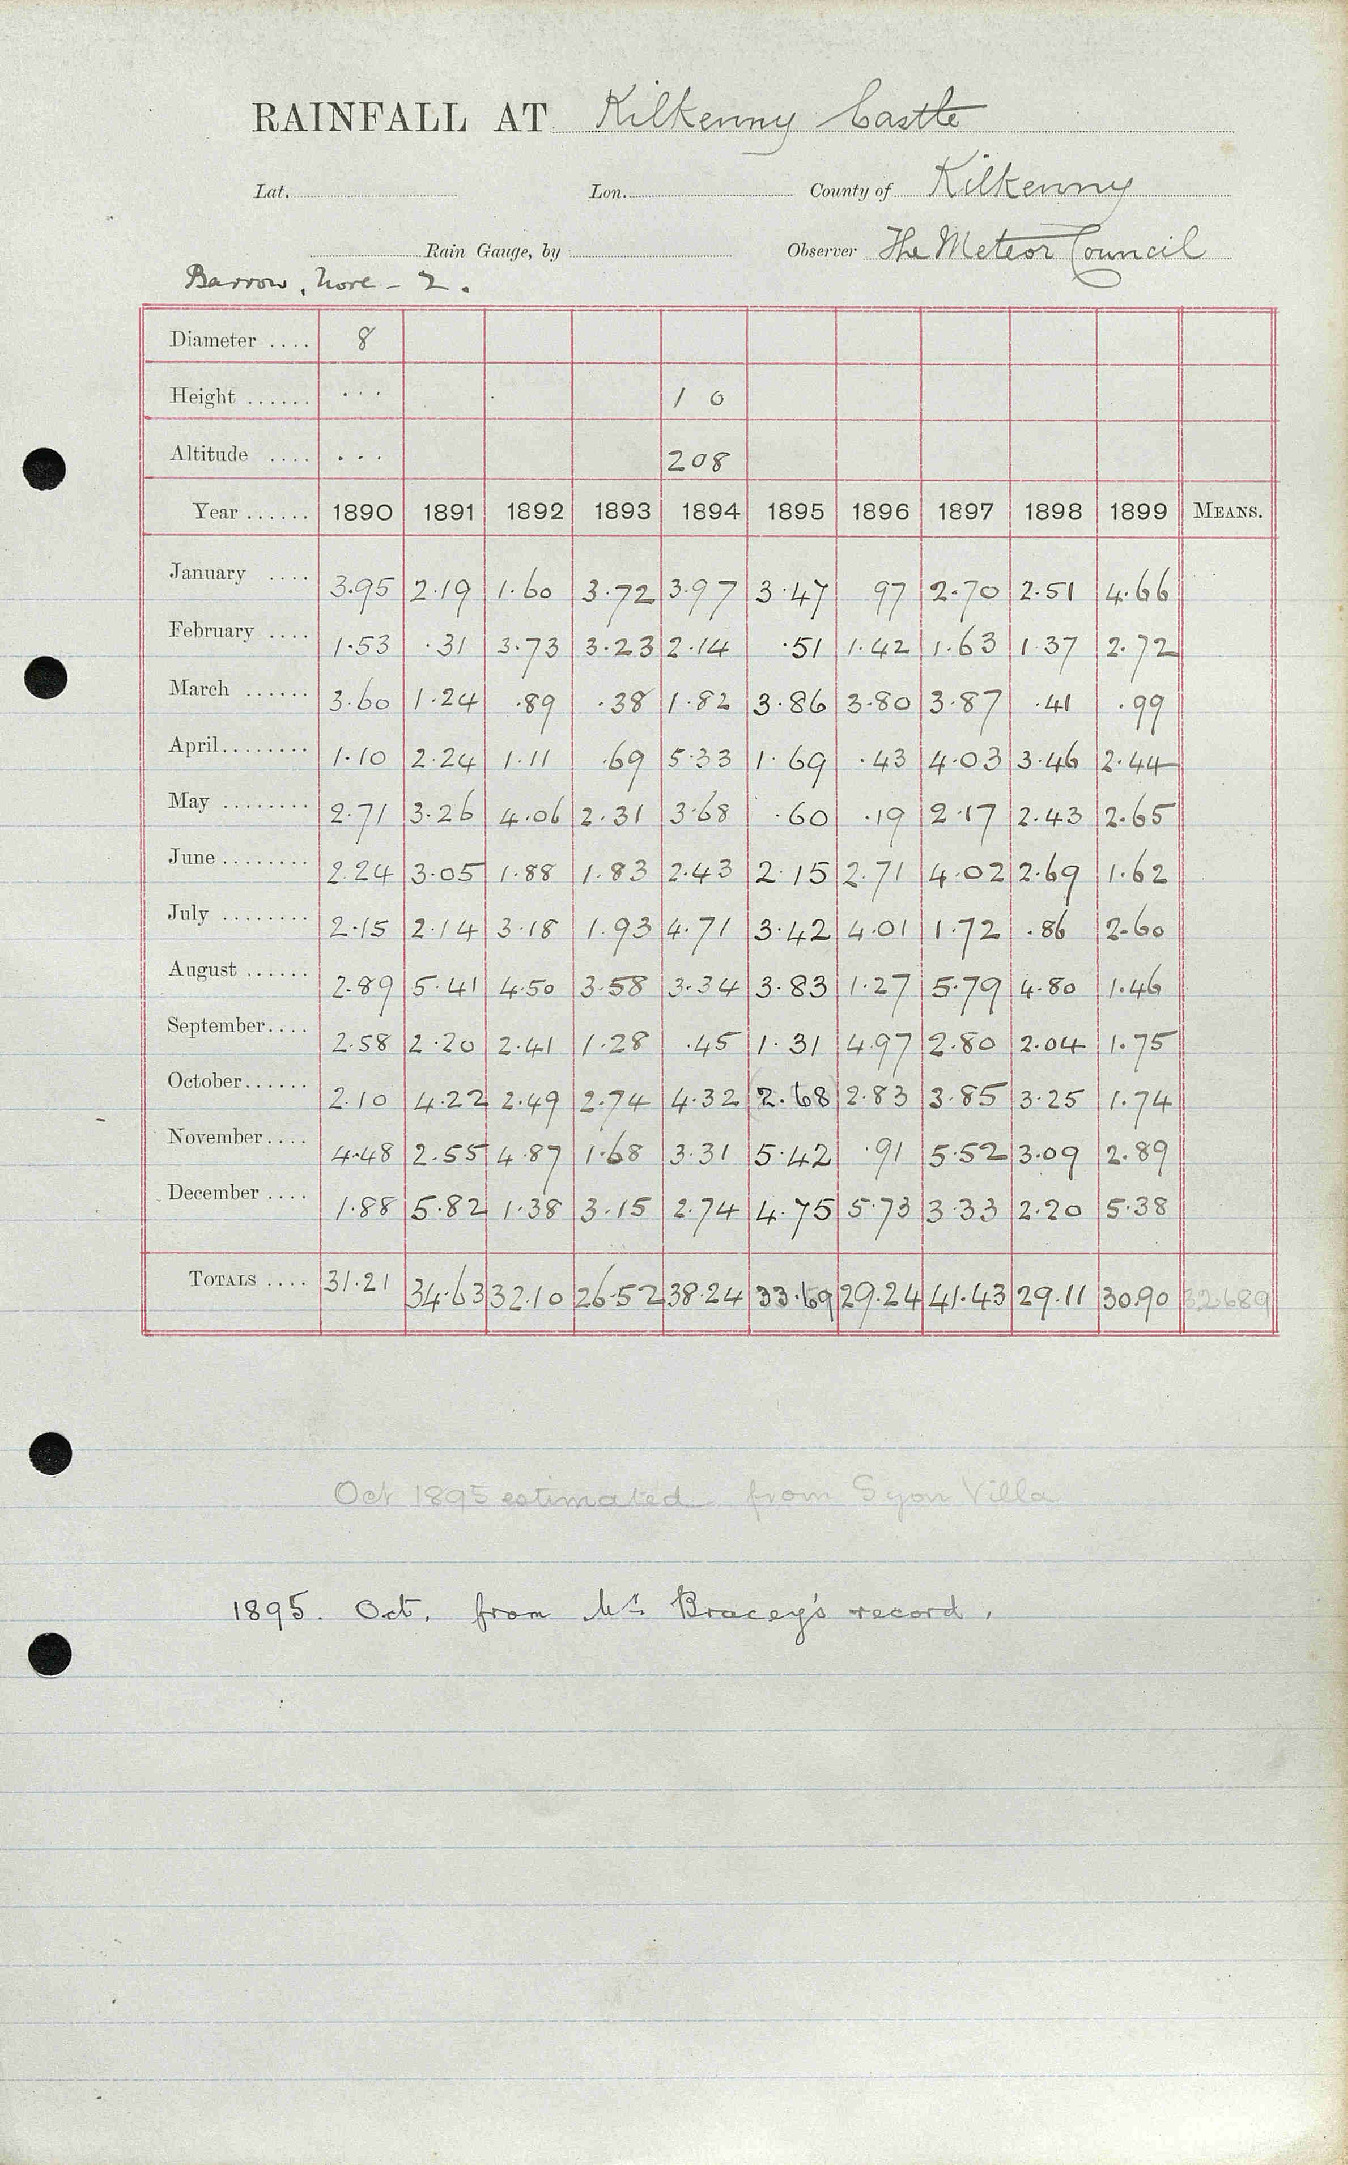 RAINFALL AT Kilkenny Castle
Lat. Lon. County of Kilkenny
Rain Gauge, by Observer The Meteor Council
Barrow, Nore - 2.
Diameter .... 8
Height ...... ... 1 0
Altitude .... ... 208
Year ...... 1890 1891 1892 1893 1894 1895 1896 1897 1898 1899 MEANS.
January .... 3.95 2.19 1.60 3.72 3.97 3.47 97 2.70 2.51 4.66
February .... 1.53 .31 3.73 3.23 2.14 .51 1.42 1.63 1.37 2.72
March ...... 3.60 1.24 .89 .38 1.82 3.86 3.80 3.87 .41 .99
April........ 1.10 2.24 1.11 .69 5.33 1.69 .43 4.03 3.46 2.44
May ........ 2.71 3.26 4.06 2.31 3.68 .60 .19 2.17 2.43 2.65
June ........ 2.24 3.05 1.88 1.83 2.43 2.15 2.71 4.02 2.69 1.62
July ........ 2.15 2.14 3.18 1.93 4.71 3.42 4.01 1.72 .86 2.60
August ...... 2.89 5.41 4.50 3.58 3.34 3.83 1.27 5.79 4.80 1.46
September.... 2.58 2.20 2.41 1.28 .45 1.31 4.97 2.80 2.04 1.75
October...... 2.10 4.22 2.49 2.74 4.32 (2.68) 2.83 3.85 3.25 1.74
November.... 4.48 2.55 4.87 1.68 3.31 5.42 .91 5.52 3.09 2.89
December .... 1.88 5.82 1.38 3.15 2.74 4.75 5.73 3.33 2.20 5.38
TOTALS .... 31.21 34.63 32.10 26.52 38.24 33.69 29.24 41.43 29.11 30.90 32.689
Oct 1895 estimated from Syon Villa
1895. Oct. from Mr Bracey's record.